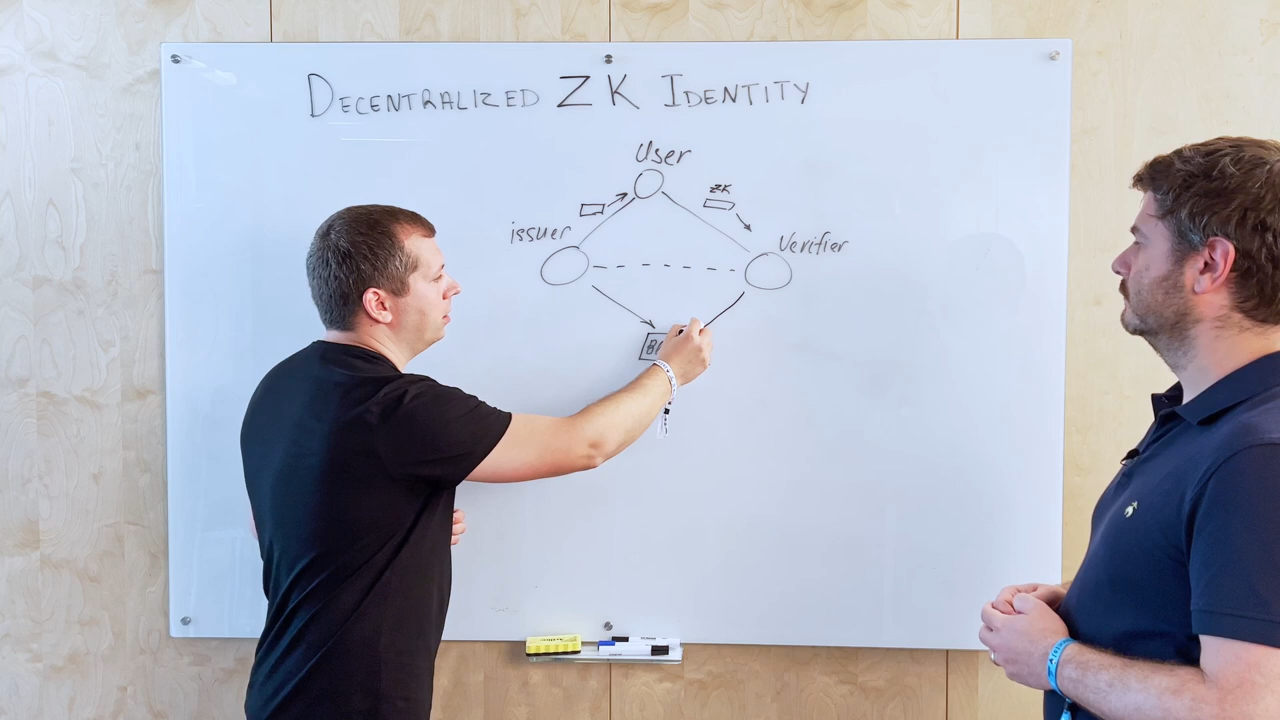 DECENTRALIZED ZK IDENTITY
User
ZK
issuer
Verifier